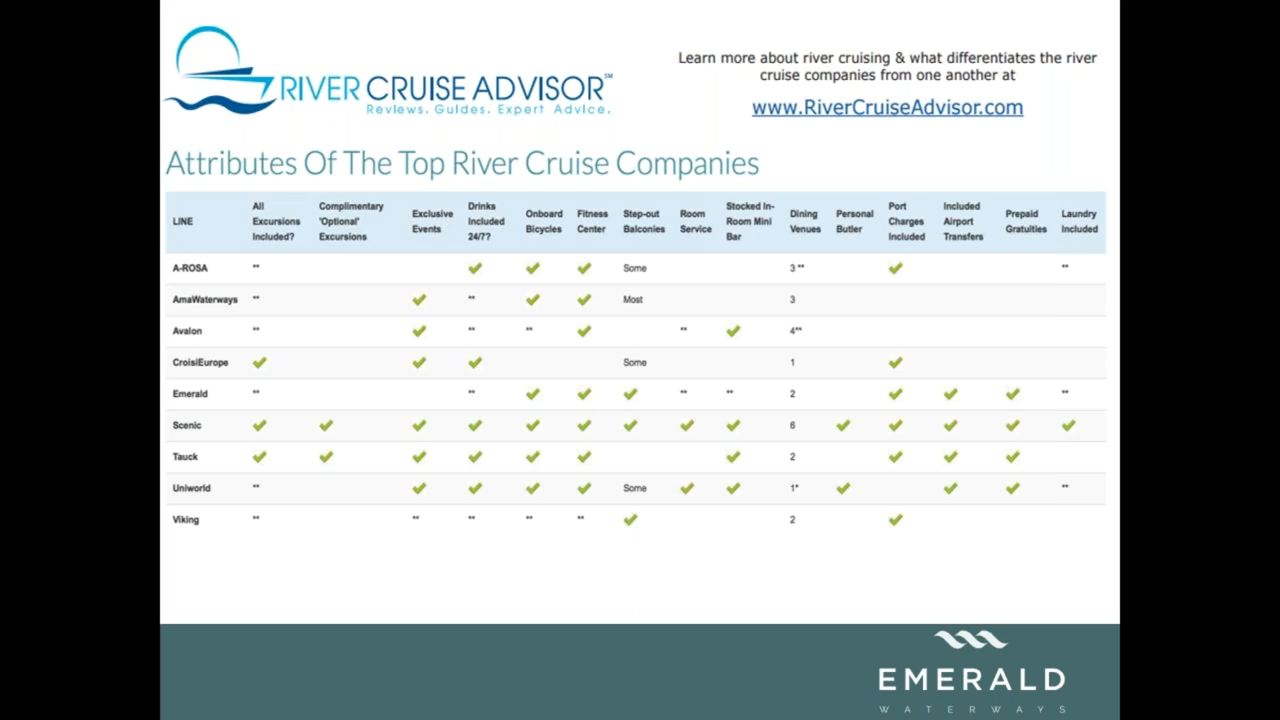 RIVER CRUISE ADVISOR℠
Reviews. Guides. Expert Advice.
Learn more about river cruising & what differentiates the river
cruise companies from one another at
www.RiverCruiseAdvisor.com
Attributes Of The Top River Cruise Companies
LINE All Excursions Included? Complimentary 'Optional' Excursions Exclusive Events Drinks Included 24/7? Onboard Bicycles Fitness Center Step-out Balconies Room Service Stocked In-Room Mini Bar Dining Venues Personal Butler Port Charges Included Included Airport Transfers Prepaid Gratuities Laundry Included
A-ROSA ** ✓ ✓ ✓ Some 3 ** ✓ **
AmaWaterways ** ✓ ** ✓ ✓ Most 3
Avalon ** ✓ ** ** ✓ ** ✓ 4**
CroisiEurope ✓ ✓ ✓ Some 1 ✓
Emerald ** ** ✓ ✓ ✓ ** ** 2 ✓ ✓ ✓ **
Scenic ✓ ✓ ✓ ✓ ✓ ✓ ✓ ✓ ✓ 6 ✓ ✓ ✓ ✓ ✓
Tauck ✓ ✓ ✓ ✓ ✓ ✓ ✓ 2 ✓ ✓ ✓
Uniworld ** ✓ ✓ ✓ ✓ Some ✓ ✓ 1* ✓ ✓ ✓ **
Viking ** ** ** ** ** ✓ 2 ✓
EMERALD
WATERWAYS